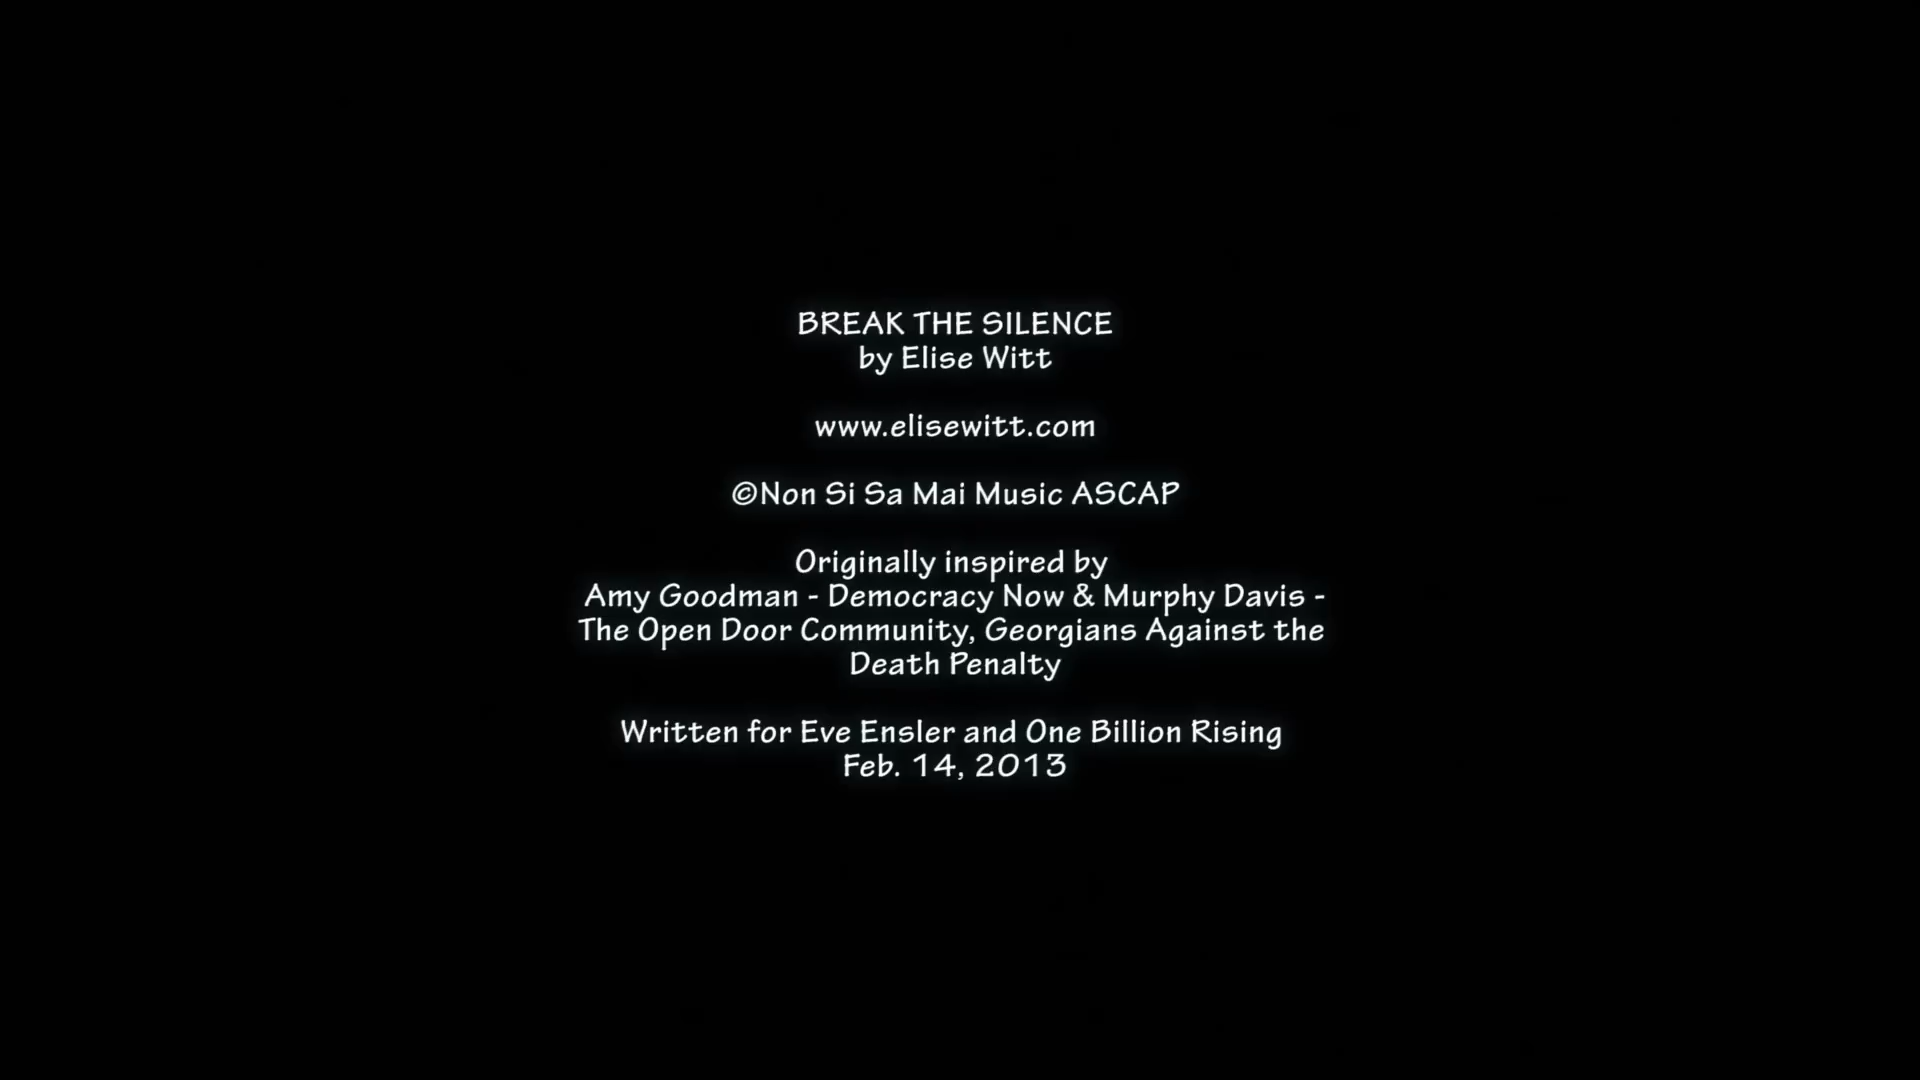 BREAK THE SILENCE
by Elise Witt
www.elisewitt.com
©Non Si Sa Mai Music ASCAP
Originally inspired by
Amy Goodman - Democracy Now & Murphy Davis -
The Open Door Community, Georgians Against the
Death Penalty
Written for Eve Ensler and One Billion Rising
Feb. 14, 2013